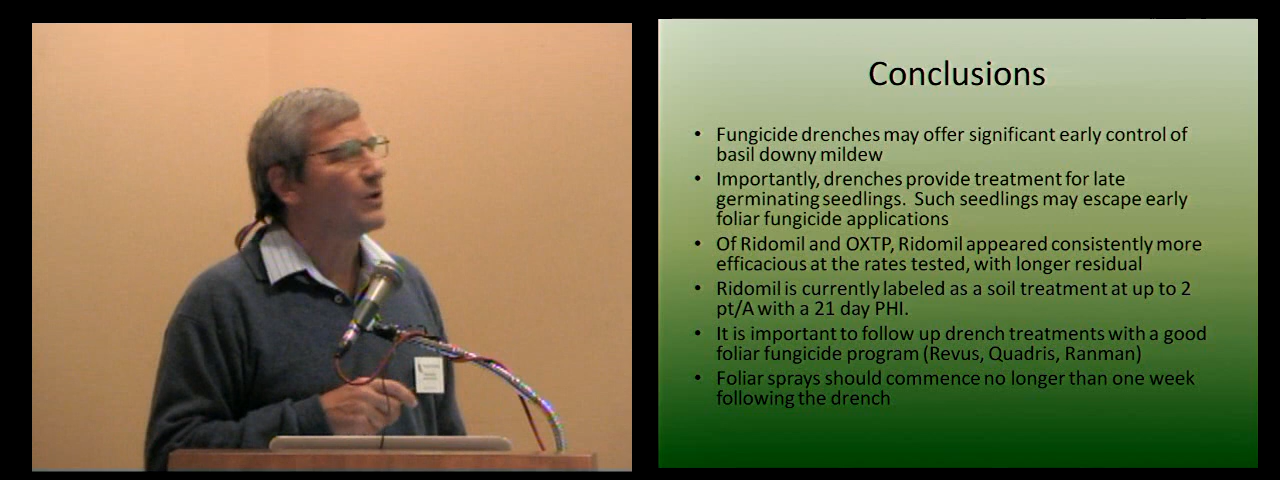 Conclusions
• Fungicide drenches may offer significant early control of
basil downy mildew
• Importantly, drenches provide treatment for late
germinating seedlings. Such seedlings may escape early
foliar fungicide applications
• Of Ridomil and OXTP, Ridomil appeared consistently more
efficacious at the rates tested, with longer residual
• Ridomil is currently labeled as a soil treatment at up to 2
pt/A with a 21 day PHI.
• It is important to follow up drench treatments with a good
foliar fungicide program (Revus, Quadris, Ranman)
• Foliar sprays should commence no longer than one week
following the drench